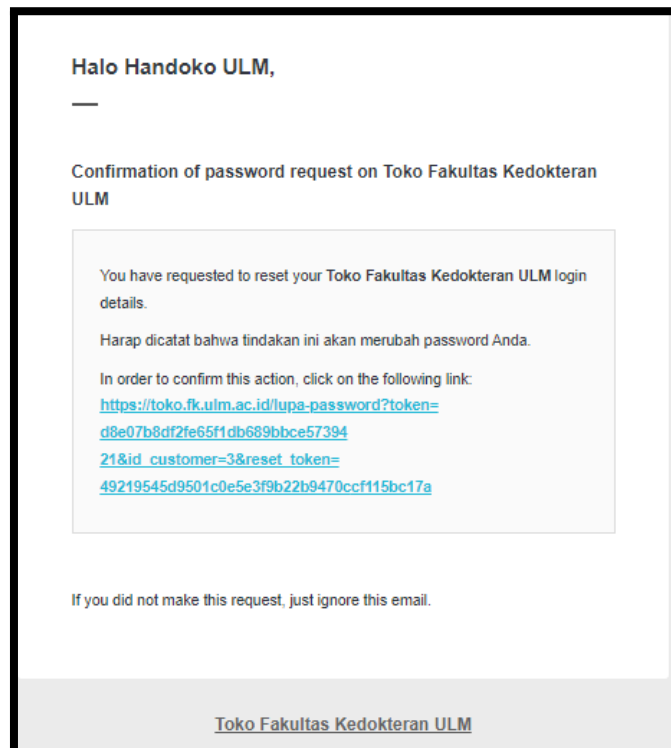 Halo Handoko ULM,
Confirmation of password request on Toko Fakultas Kedokteran
ULM
You have requested to reset your Toko Fakultas Kedokteran ULM login
details.
Harap dicatat bahwa tindakan ini akan merubah password Anda.
In order to confirm this action, click on the following link:
https://toko.fk.ulm.ac.id/lupa-password?token=
d8e07b8df2fe65f1db689bbce57394
21&id_customer=3&reset_token=
49219545d9501c0e5e3f9b22b9470ccf115bc17a
If you did not make this request, just ignore this email.
Toko Fakultas Kedokteran ULM